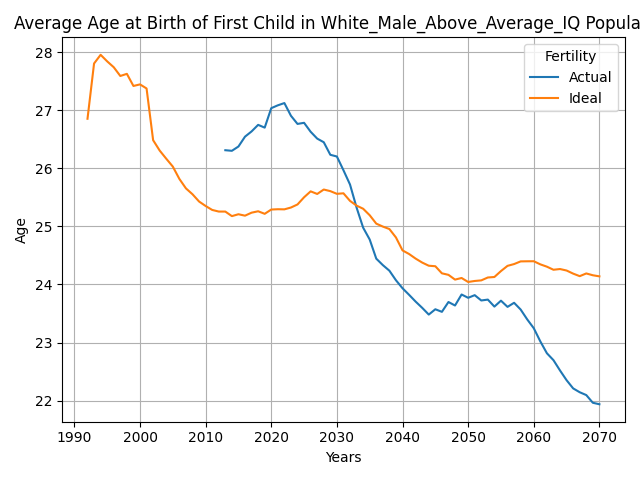 Average Age at Birth of First Child in White_Male_Above_Average_IQ Popula
Fertility
Actual
Ideal
28
27
26
25
24
23
22
Age
1990 2000 2010 2020 2030 2040 2050 2060 2070
Years